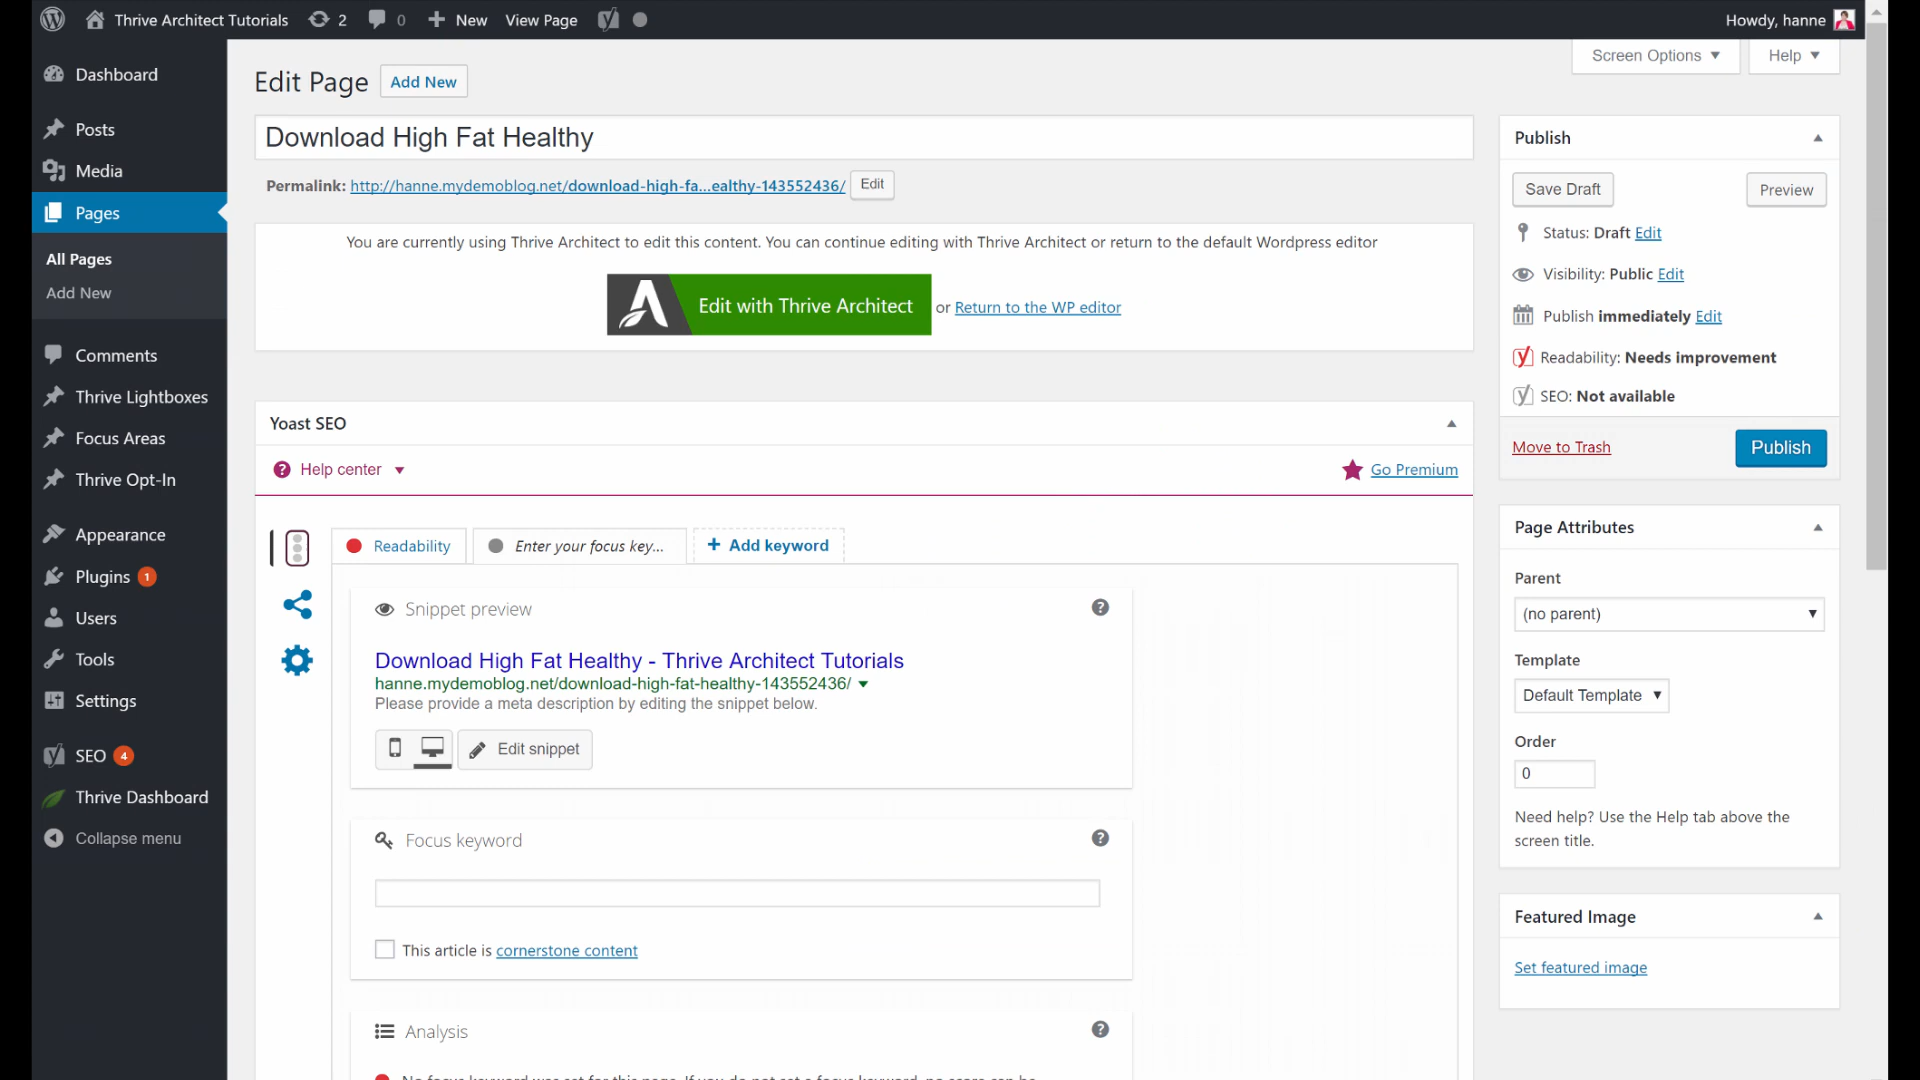 Thrive Architect Tutorials 2 0 New View Page Howdy, hanne
Dashboard
Posts
Media
Pages
All Pages
Add New
Comments
Thrive Lightboxes
Focus Areas
Thrive Opt-In
Appearance
Plugins 1
Users
Tools
Settings
SEO 4
Thrive Dashboard
Collapse menu
Screen Options Help
Edit Page Add New
Download High Fat Healthy
Permalink: http://hanne.mydemoblog.net/download-high-fa...ealthy-143552436/ Edit
You are currently using Thrive Architect to edit this content. You can continue editing with Thrive Architect or return to the default Wordpress editor
Edit with Thrive Architect or Return to the WP editor
Yoast SEO
Help center Go Premium
Readability Enter your focus key... + Add keyword
Snippet preview
Download High Fat Healthy - Thrive Architect Tutorials
hanne.mydemoblog.net/download-high-fat-healthy-143552436/
Please provide a meta description by editing the snippet below.
Edit snippet
Focus keyword
This article is cornerstone content
Analysis
No focus keyword was set for this page. If you do not set a focus keyword, no score can be
Publish
Save Draft Preview
Status: Draft Edit
Visibility: Public Edit
Publish immediately Edit
Readability: Needs improvement
SEO: Not available
Move to Trash Publish
Page Attributes
Parent
(no parent)
Template
Default Template
Order
0
Need help? Use the Help tab above the
screen title.
Featured Image
Set featured image